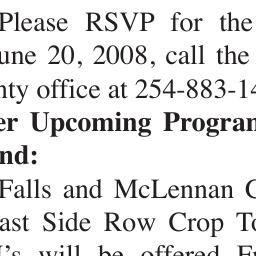 Please RSVP for the
une 20, 2008, call the
nty office at 254-883-14
er Upcoming Program
nd:
Falls and McLennan C
ast Side Row Crop To
l's will be offered Fr